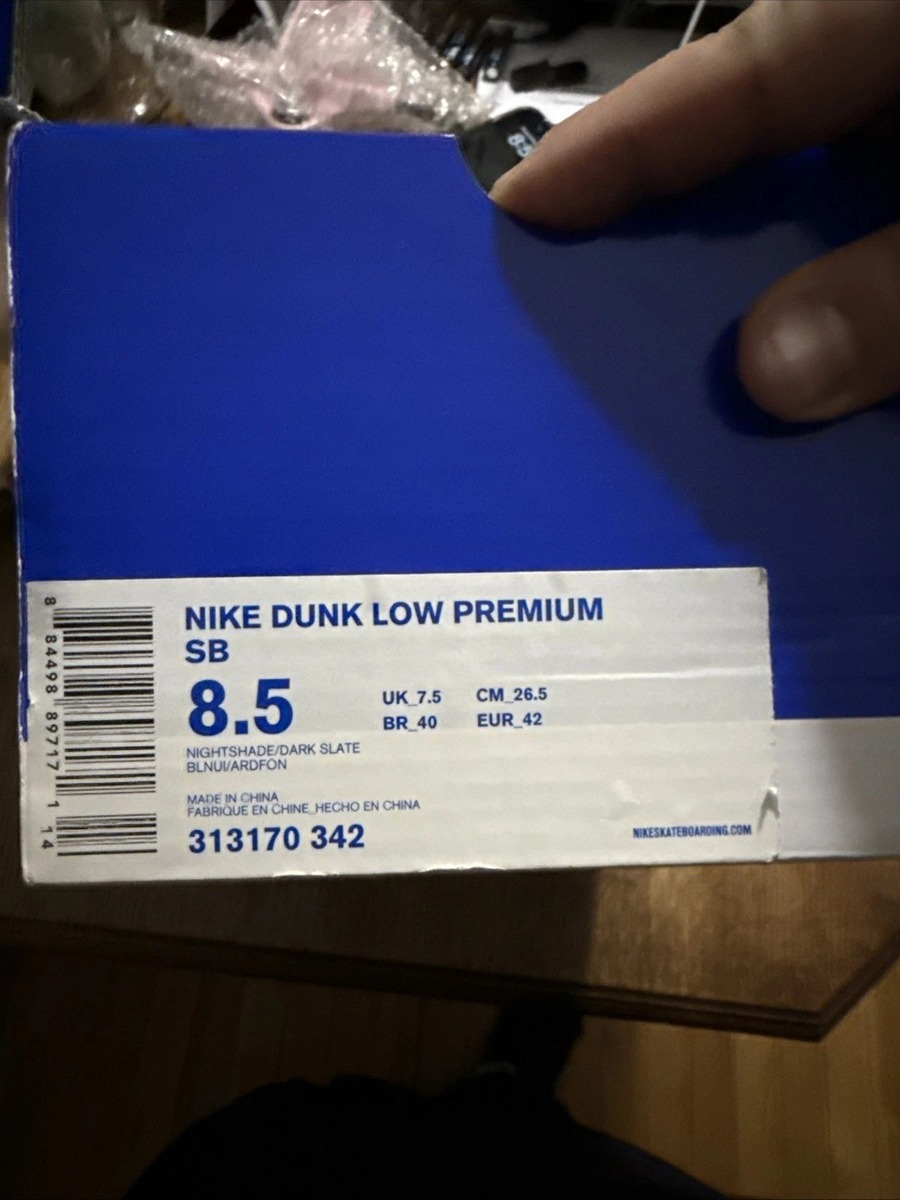 NIKE DUNK LOW PREMIUM
SB
8.5
UK_7.5 CM_26.5
BR_40 EUR_42
NIGHTSHADE/DARK SLATE
BLNUI/ARDFON
MADE IN CHINA
FABRIQUE EN CHINE_HECHO EN CHINA
313170 342
NIKESKATEBOARDING.COM
8 84498 89717 1 14